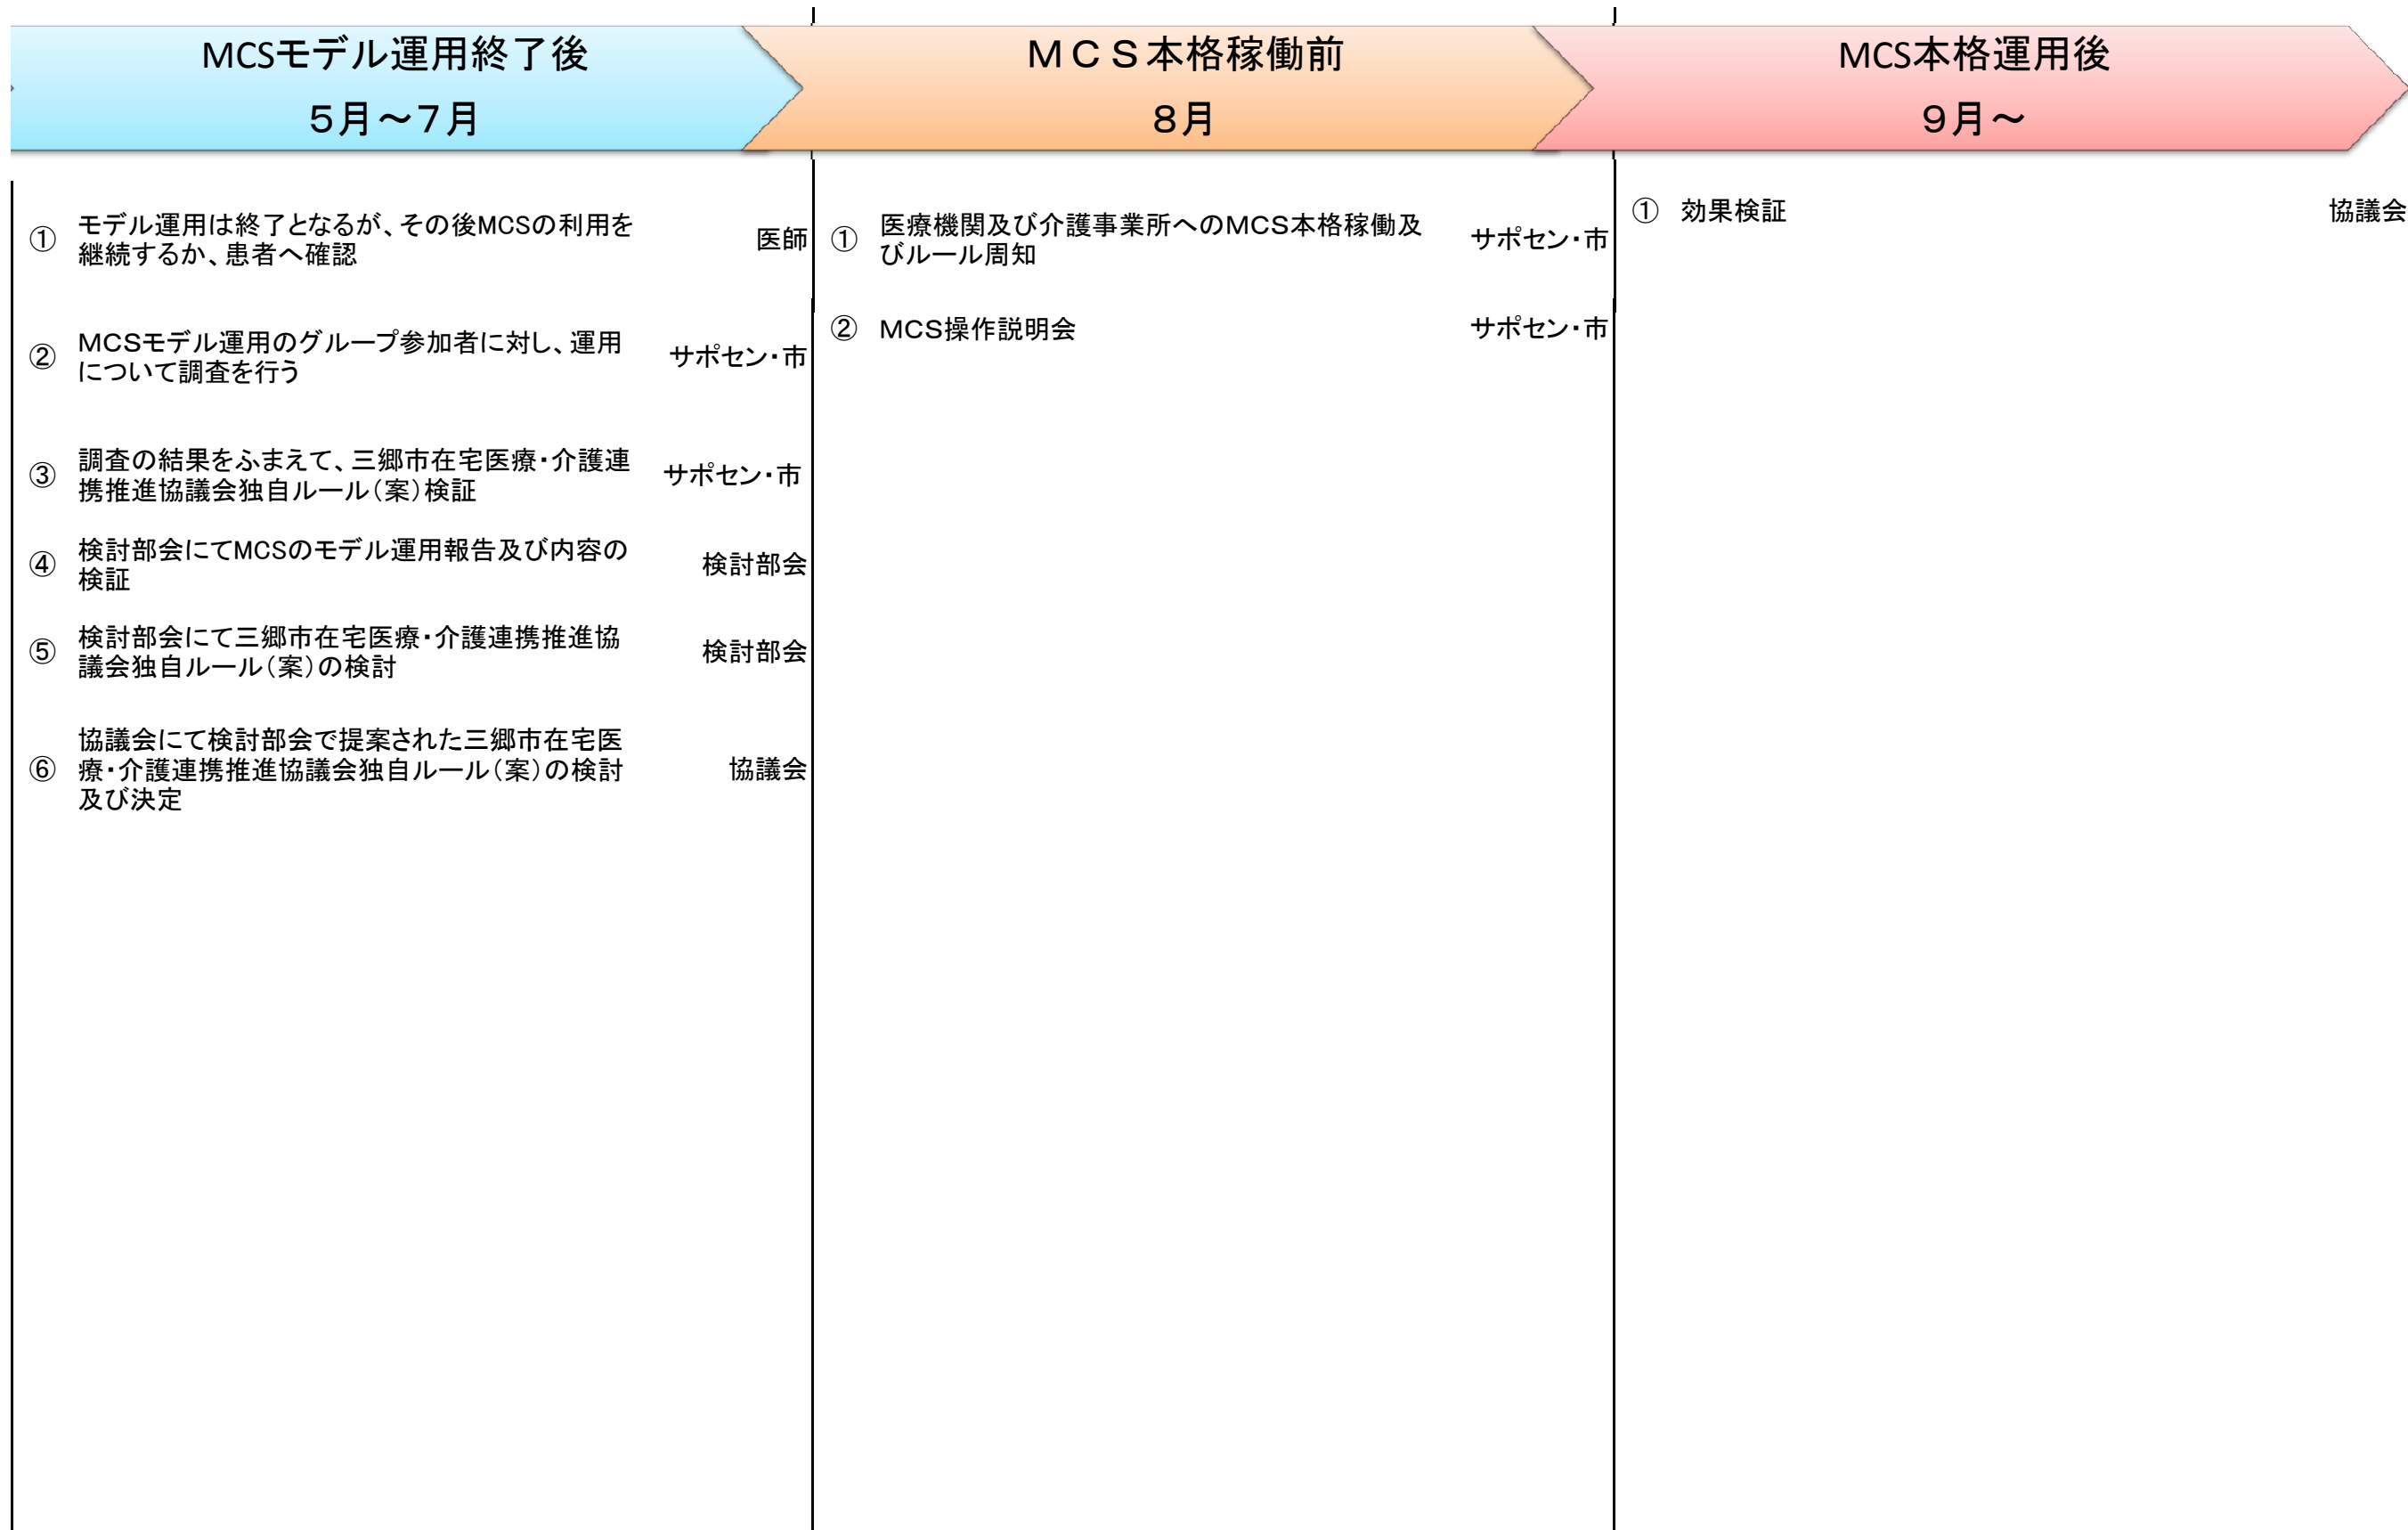 MCSモデル運用終了後
５月～７月
ＭＣＳ本格稼働前
８月
MCS本格運用後
９月～
① モデル運用は終了となるが、その後MCSの利用を
継続するか、患者へ確認
医師
② MCSモデル運用のグループ参加者に対し、運用
について調査を行う
サポセン・市
③ 調査の結果をふまえて、三郷市在宅医療・介護連
携推進協議会独自ルール（案）検証
サポセン・市
④ 検討部会にてMCSのモデル運用報告及び内容の
検証
検討部会
⑤ 検討部会にて三郷市在宅医療・介護連携推進協
議会独自ルール（案）の検討
検討部会
⑥ 協議会にて検討部会で提案された三郷市在宅医
療・介護連携推進協議会独自ルール（案）の検討
及び決定
協議会
① 医療機関及び介護事業所へのMCS本格稼働及
びルール周知
サポセン・市
② MCS操作説明会
サポセン・市
① 効果検証
協議会